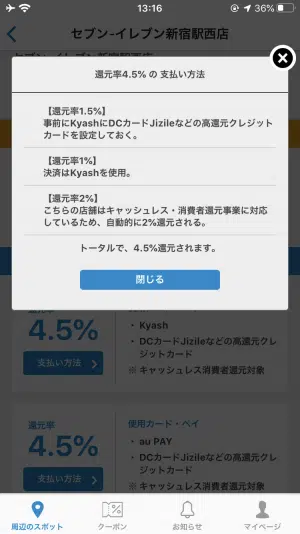 13:16
36%
セブン-イレブン新宿駅西店
還元率4.5% の 支払い方法
【還元率1.5%】
事前にKyashにDCカードJizileなどの高還元クレジット
カードを設定しておく。
【還元率1%】
決済はKyashを使用。
【還元率2%】
こちらの店舗はキャッシュレス・消費者還元事業に対応
しているため、自動的に2%還元される。
トータルで、4.5%還元されます。
閉じる
還元率
4.5%
支払い方法
・ Kyash
・ DCカードJizileなどの高還元クレ
ジットカード
※ キャッシュレス消費者還元対象
還元率
4.5%
支払い方法
使用カード・ペイ
・ au PAY
・ DCカードJizileなどの高還元クレ
ジットカード
※ キャッシュレス消費者還元対象
周辺のスポット
クーポン
お知らせ
マイページ